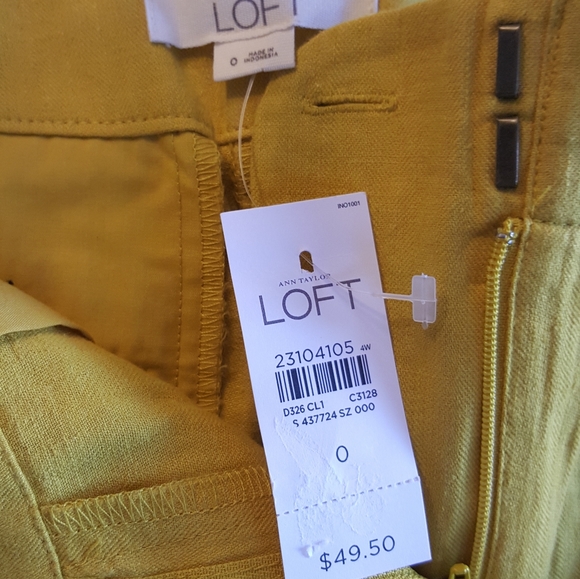 LOFT
0 MADE IN
INDONESIA
INO1001
ANN TAYLOR
LOFT
23104105 4W
D326 CL1 C3128
S 437724 SZ 000
0
$49.50